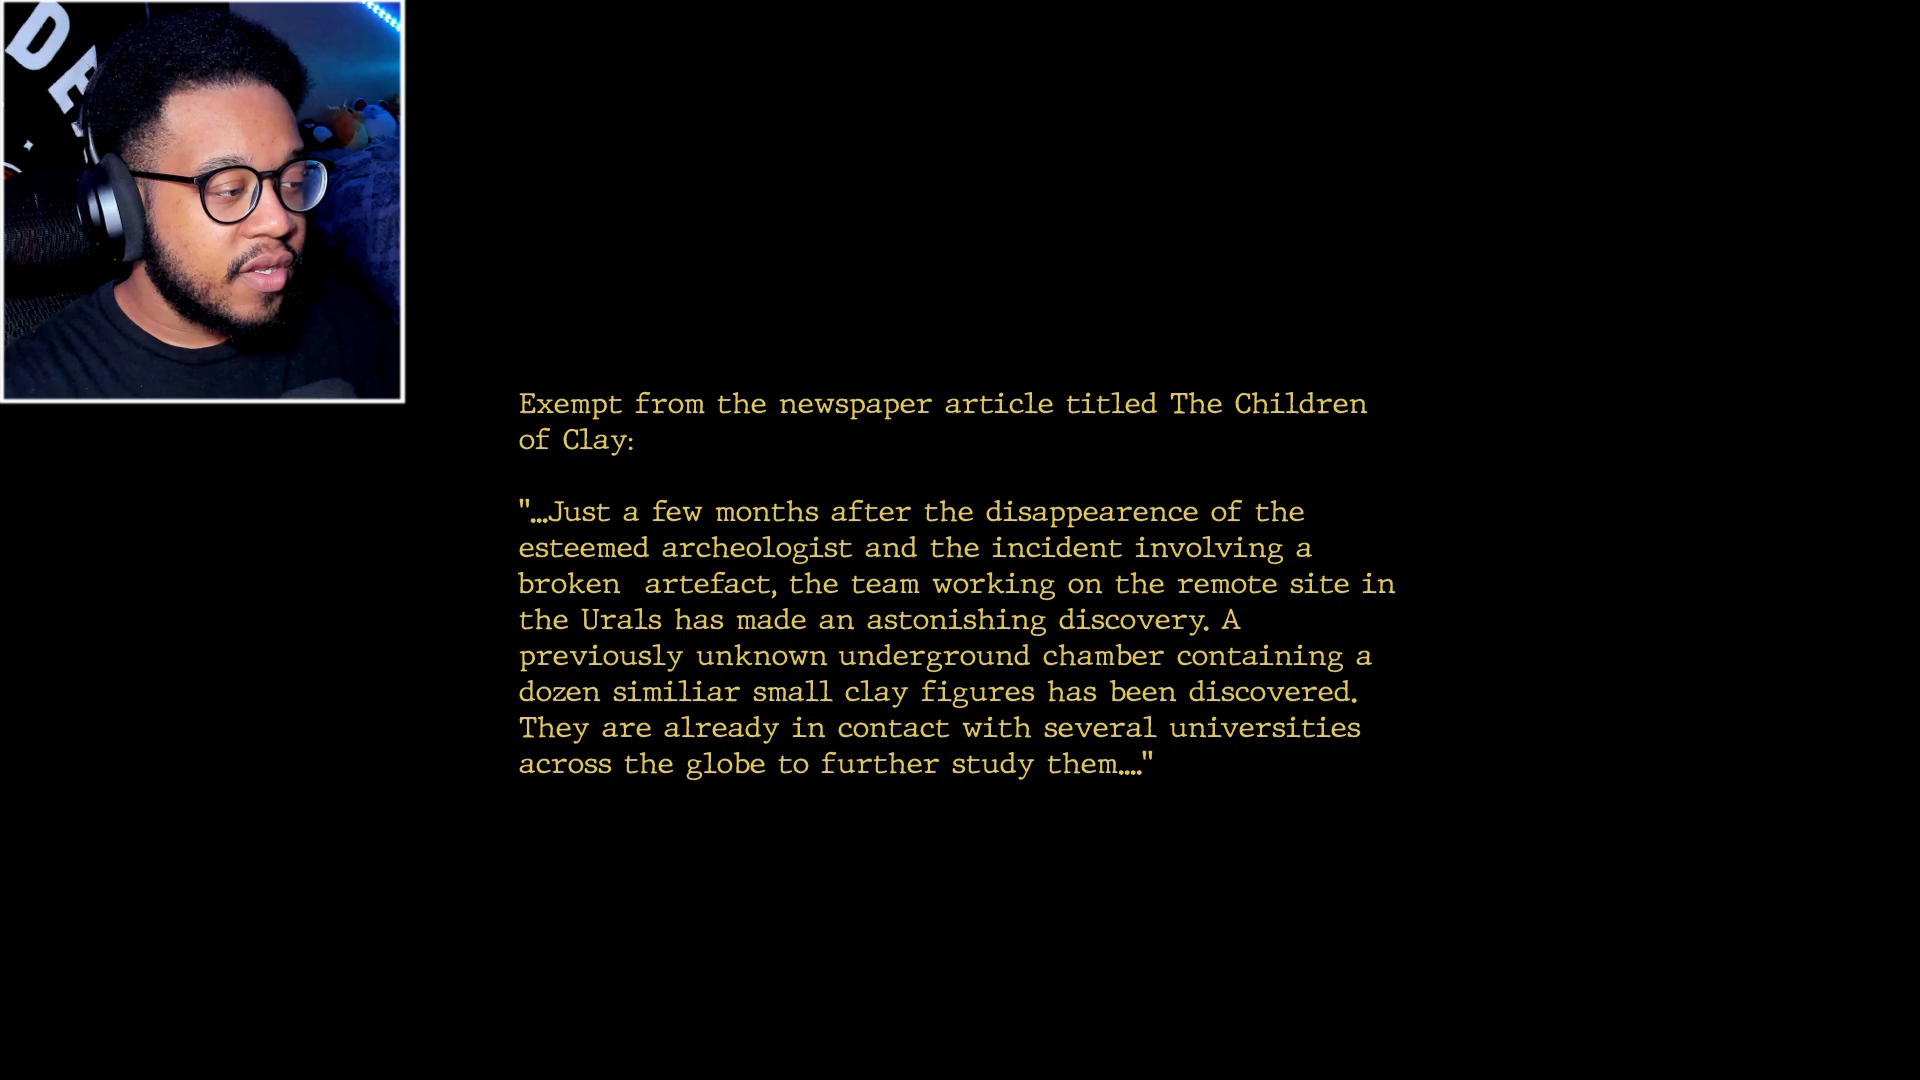 DE
Exempt from the newspaper article titled The Children
of Clay:
"...Just a few months after the disappearence of the
esteemed archeologist and the incident involving a
broken  artefact, the team working on the remote site in
the Urals has made an astonishing discovery. A
previously unknown underground chamber containing a
dozen similiar small clay figures has been discovered.
They are already in contact with several universities
across the globe to further study them...."